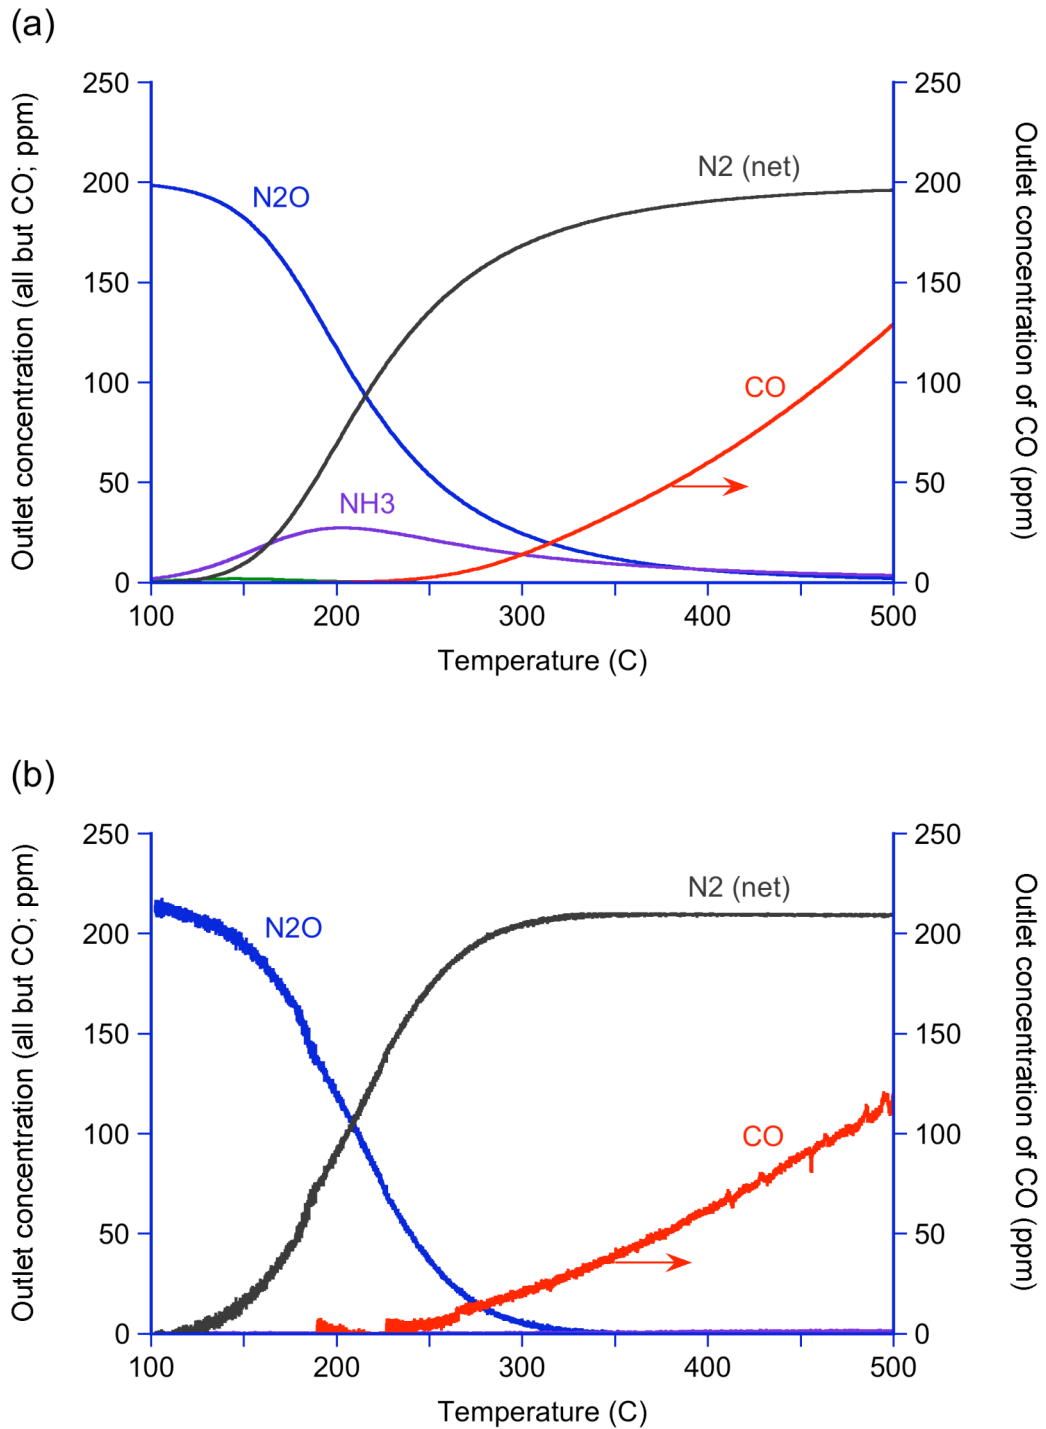 (a)
Outlet concentration (all but CO; ppm)
250
200
150
100
50
0
N2O
N2 (net)
NH3
CO
250
200
150
100
50
0
Outlet concentration of CO (ppm)
100
200
300
400
500
Temperature (C)
(b)
Outlet concentration (all but CO; ppm)
250
200
150
100
50
0
N2O
N2 (net)
CO
250
200
150
100
50
0
Outlet concentration of CO (ppm)
100
200
300
400
500
Temperature (C)